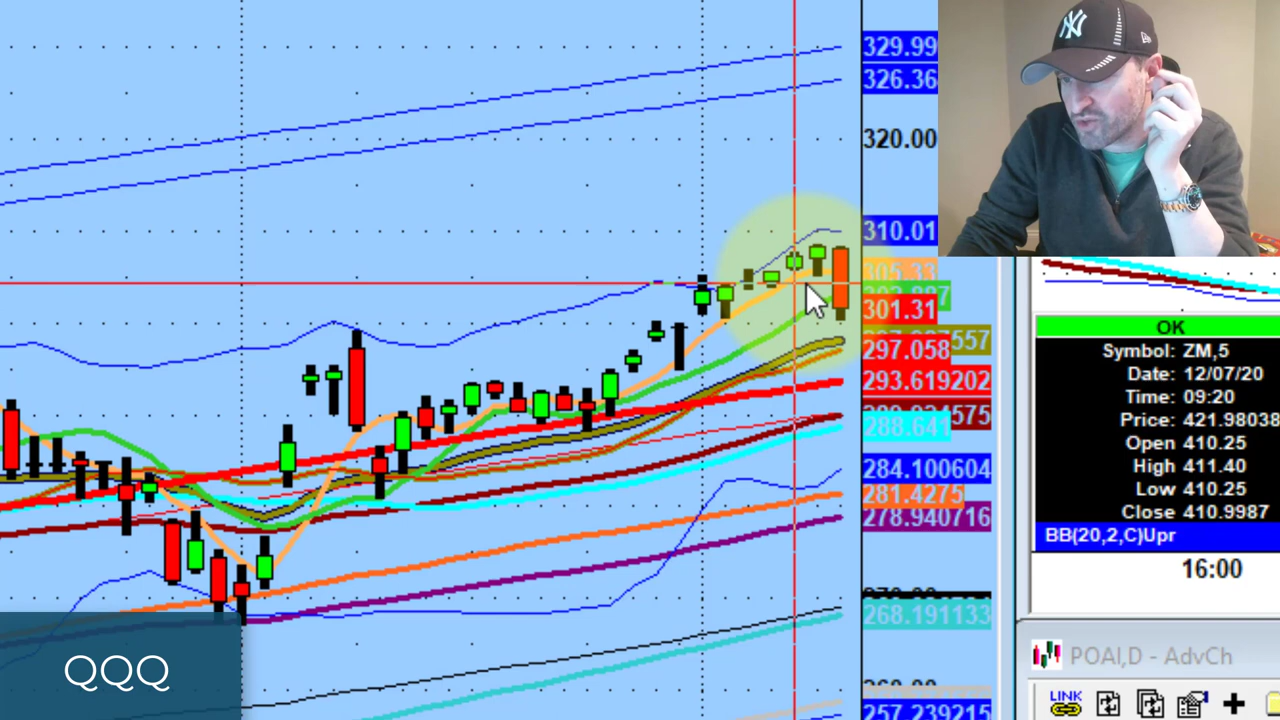 329.99
326.36
320.00
310.01
301.31
557
297.058
293.619202
575
288.641
284.100604
281.4275
278.940716
268.191133
257.239215
NY
OK
Symbol: ZM,5
Date: 12/07/20
Time: 09:20
Price: 421.98038
Open 410.25
High 411.40
Low 410.25
Close 410.9987
BB(20,2,C)Upr
16:00
POAI,D - AdvCh
LINK
QQQ